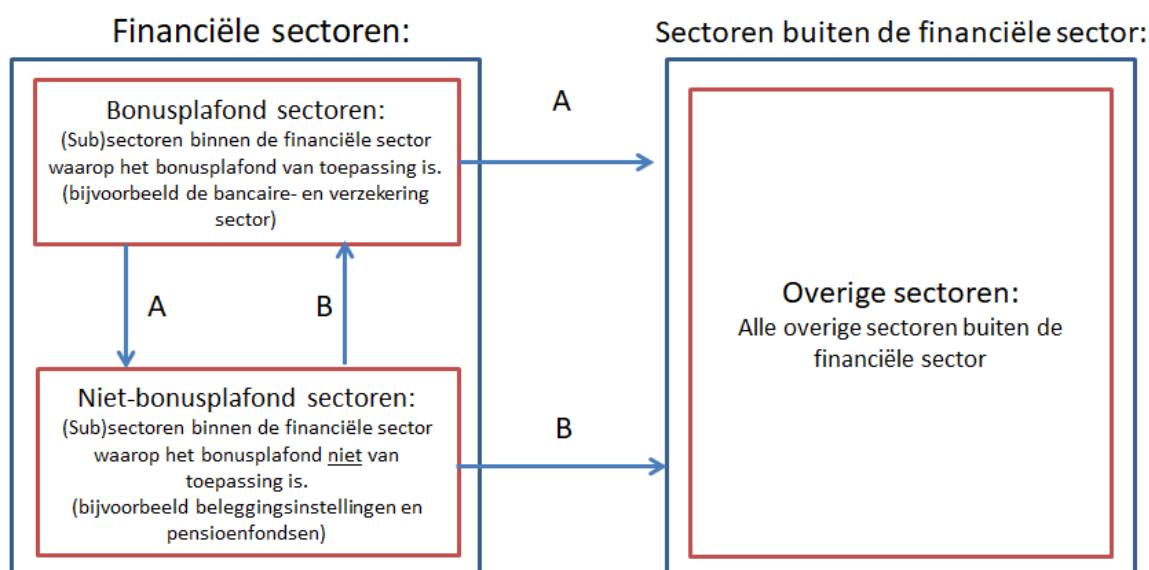 Financiële sectoren:
Sectoren buiten de financiële sector:
Bonusplafond sectoren:
(Sub)sectoren binnen de financiële sector
waarop het bonusplafond van toepassing is.
(bijvoorbeeld de bancaire- en verzekering
sector)
A
A
B
Niet-bonusplafond sectoren:
(Sub)sectoren binnen de financiële sector
waarop het bonusplafond niet van
toepassing is.
(bijvoorbeeld beleggingsinstellingen en
pensioenfondsen)
B
Overige sectoren:
Alle overige sectoren buiten de
financiële sector